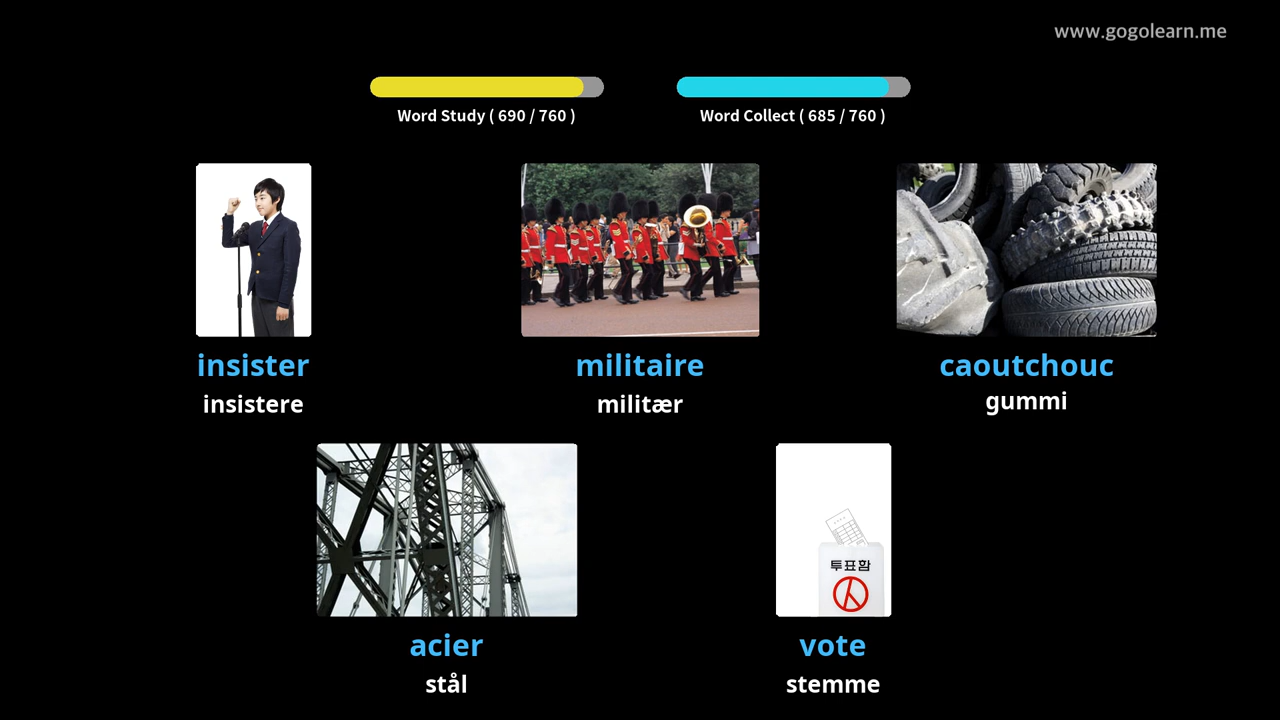 www.gogolearn.me
Word Study ( 690 / 760 )
Word Collect ( 685 / 760 )
insister
militaire
caoutchouc
insistere
militær
gummi
투표함
acier
vote
stål
stemme